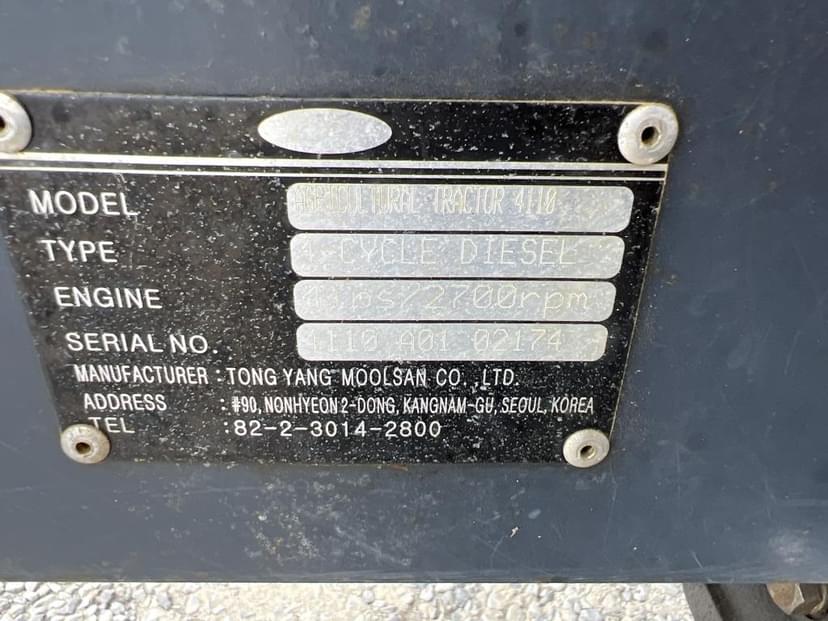 MODEL AGRICULTURAL TRACTOR 4110
TYPE 4-CYCLE DIESEL
ENGINE ps/2700rpm
SERIAL NO. 4110 A01 02174
MANUFACTURER : TONG YANG MOOLSAN CO., LTD.
ADDRESS : #90, NONHYEON 2-DONG, KANGNAM-GU, SEOUL, KOREA
TEL :82-2-3014-2800